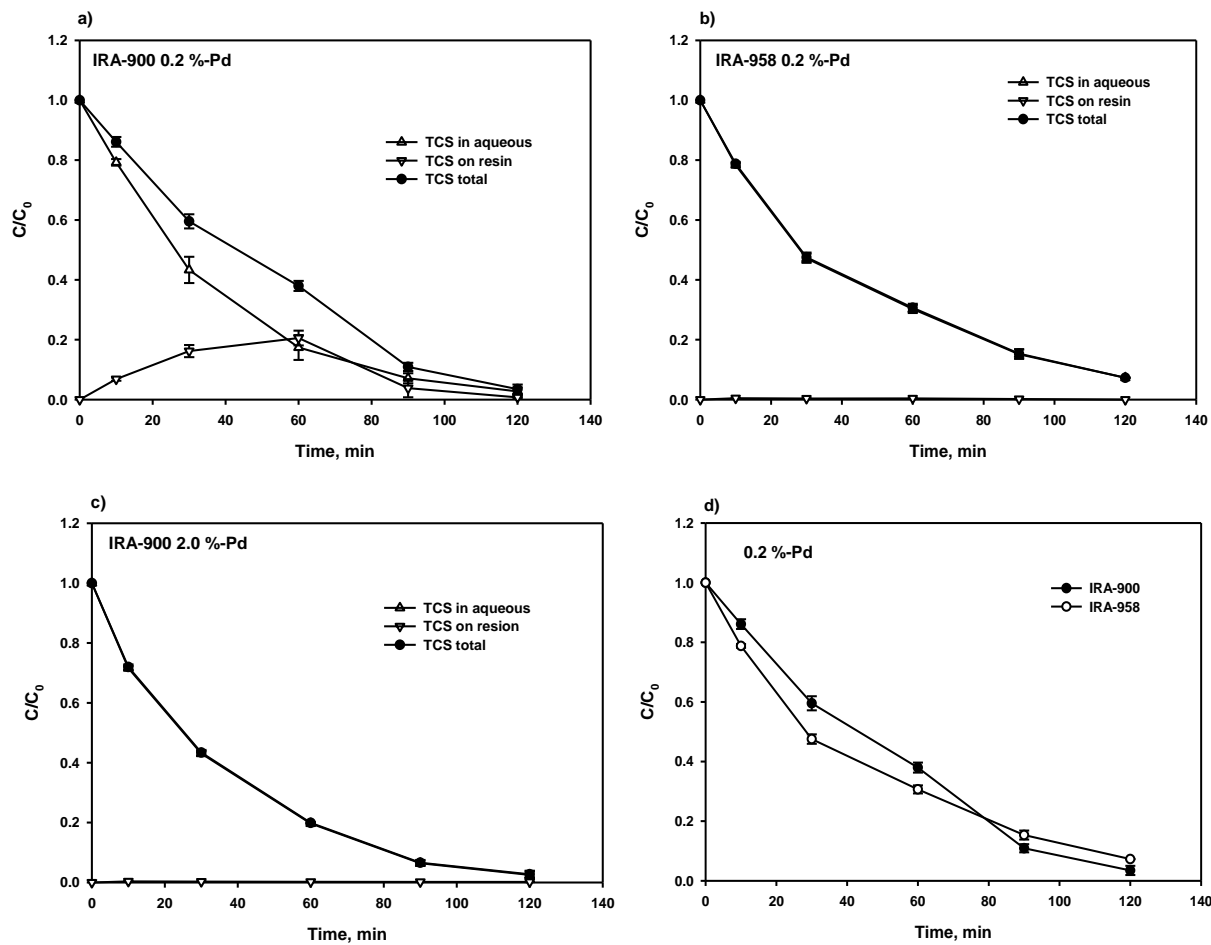 a)
IRA-900 0.2 %-Pd
TCS in aqueous
TCS on resin
TCS total
C/C0
1.2
1.0
0.8
0.6
0.4
0.2
0.0
0 20 40 60 80 100 120 140
Time, min
b)
IRA-958 0.2 %-Pd
TCS in aqueous
TCS on resin
TCS total
C/C0
1.2
1.0
0.8
0.6
0.4
0.2
0.0
0 20 40 60 80 100 120 140
Time, min
c)
IRA-900 2.0 %-Pd
TCS in aqueous
TCS on resion
TCS total
C/C0
1.2
1.0
0.8
0.6
0.4
0.2
0.0
0 20 40 60 80 100 120 140
Time, min
d)
0.2 %-Pd
IRA-900
IRA-958
C/C0
1.2
1.0
0.8
0.6
0.4
0.2
0.0
0 20 40 60 80 100 120 140
Time, min